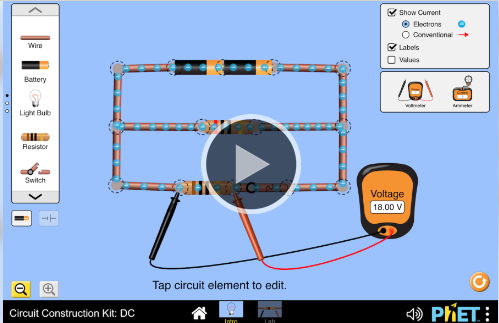 Show Current
Electrons
Conventional
Labels
Values
Voltmeter
Ammeter
Wire
Battery
Light Bulb
Resistor
Switch
Voltage
18.00 V
Tap circuit element to edit.
Circuit Construction Kit: DC
Intro
Lab
PhET